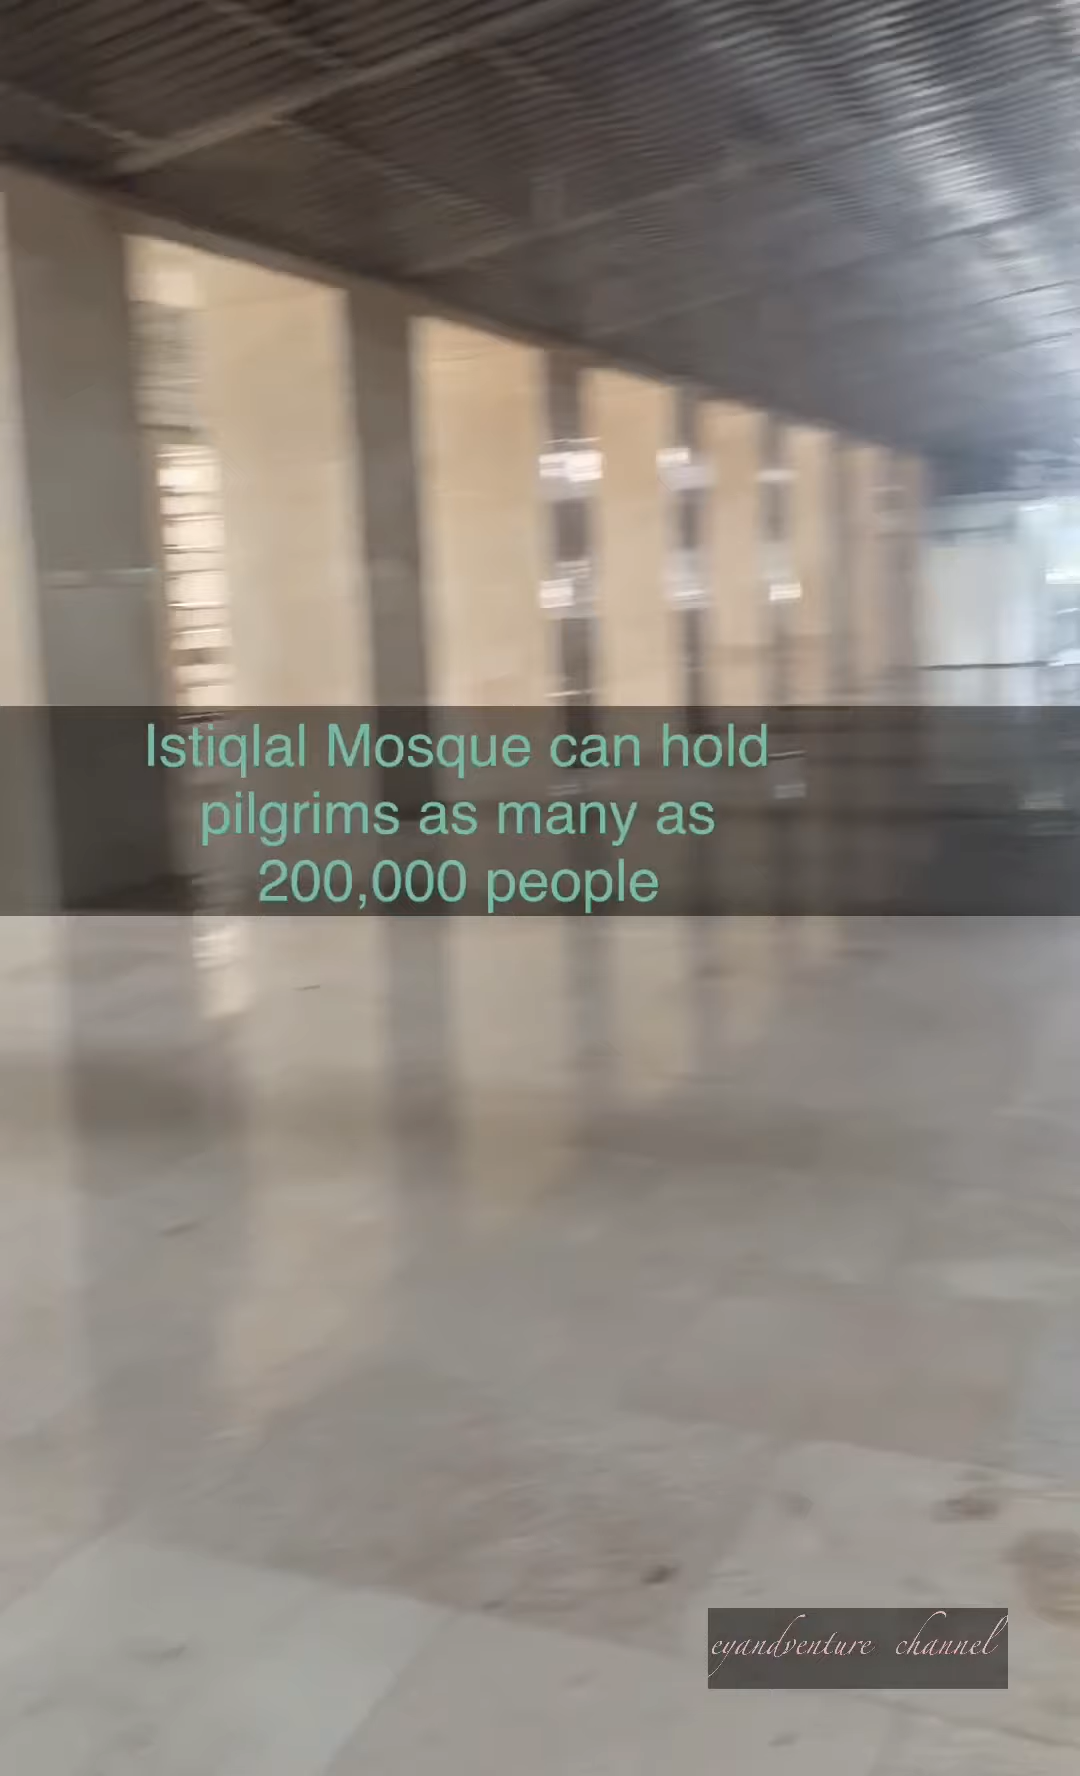 Istiqlal Mosque can hold
pilgrims as many as
200,000 people
eyandventure channel